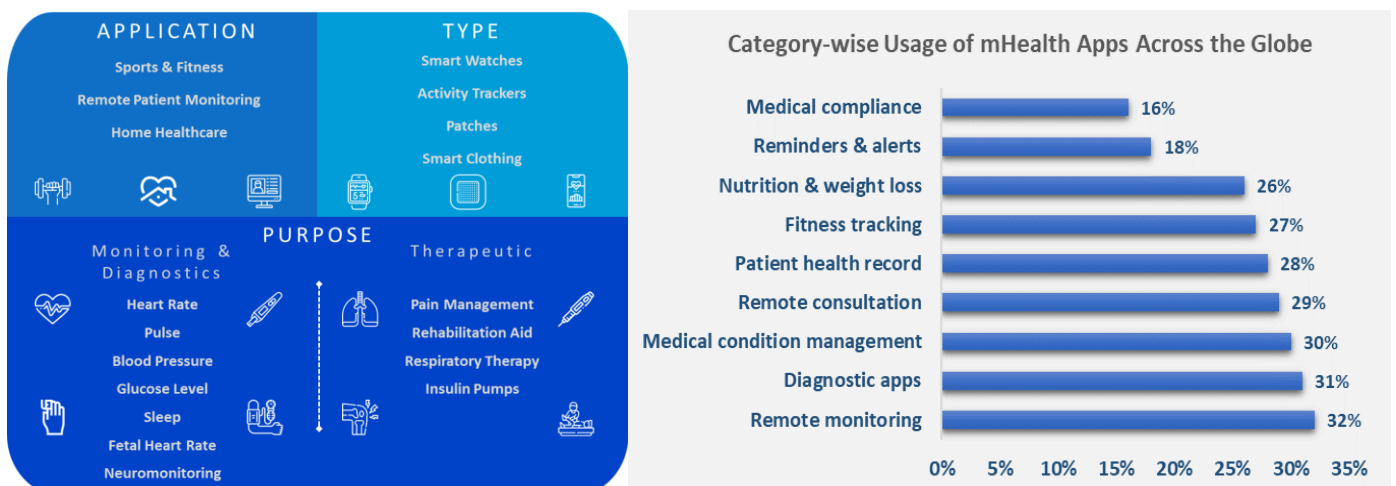 APPLICATION
Sports & Fitness
Remote Patient Monitoring
Home Healthcare
TYPE
Smart Watches
Activity Trackers
Patches
Smart Clothing
PURPOSE
Monitoring &
Diagnostics
Heart Rate
Pulse
Blood Pressure
Glucose Level
Sleep
Fetal Heart Rate
Neuromonitoring
Therapeutic
Pain Management
Rehabilitation Aid
Respiratory Therapy
Insulin Pumps
Category-wise Usage of mHealth Apps Across the Globe
Medical compliance 16%
Reminders & alerts 18%
Nutrition & weight loss 26%
Fitness tracking 27%
Patient health record 28%
Remote consultation 29%
Medical condition management 30%
Diagnostic apps 31%
Remote monitoring 32%
0% 5% 10% 15% 20% 25% 30% 35%